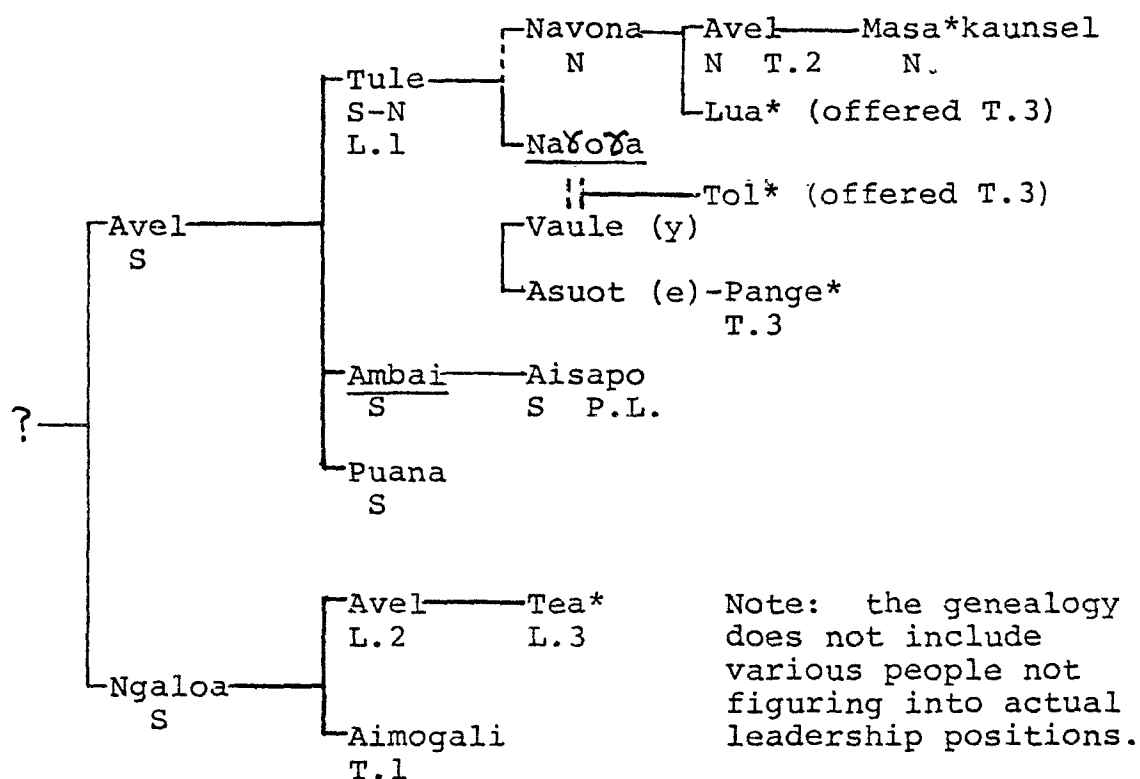 Navona Avel Masa*kaunsel
N N T.2 N.
Tule
S-N Lua* (offered T.3)
L.1
Naɤoɤa
Tol* (offered T.3)
Avel Vaule (y)
S
Asuot (e)-Pange*
T.3
Ambai Aisapo
S S P.L.
?
Puana
S
Avel Tea* Note: the genealogy
L.2 L.3 does not include
various people not
Ngaloa figuring into actual
S leadership positions.
Aimogali
T.1